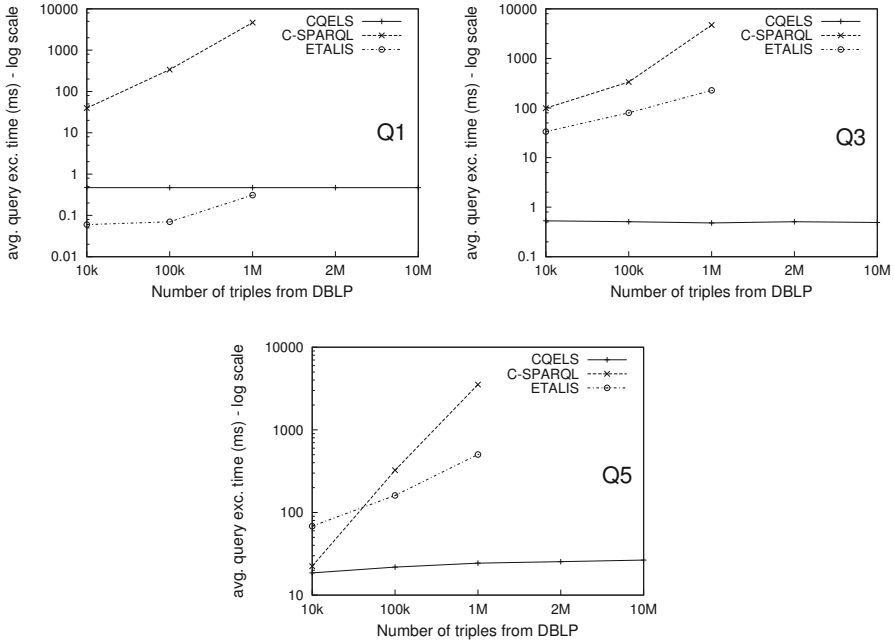 avg. query exc. time (ms) - log scale
10000
1000
100
10
1
0.1
0.01
10k
100k
1M
2M
10M
Number of triples from DBLP
CQELS
C-SPARQL
ETALIS
Q1
avg. query exc. time (ms) - log scale
10000
1000
100
10
1
0.1
10k
100k
1M
2M
10M
Number of triples from DBLP
CQELS
C-SPARQL
ETALIS
Q3
avg. query exc. time (ms) - log scale
10000
1000
100
10
10k
100k
1M
2M
10M
Number of triples from DBLP
CQELS
C-SPARQL
ETALIS
Q5